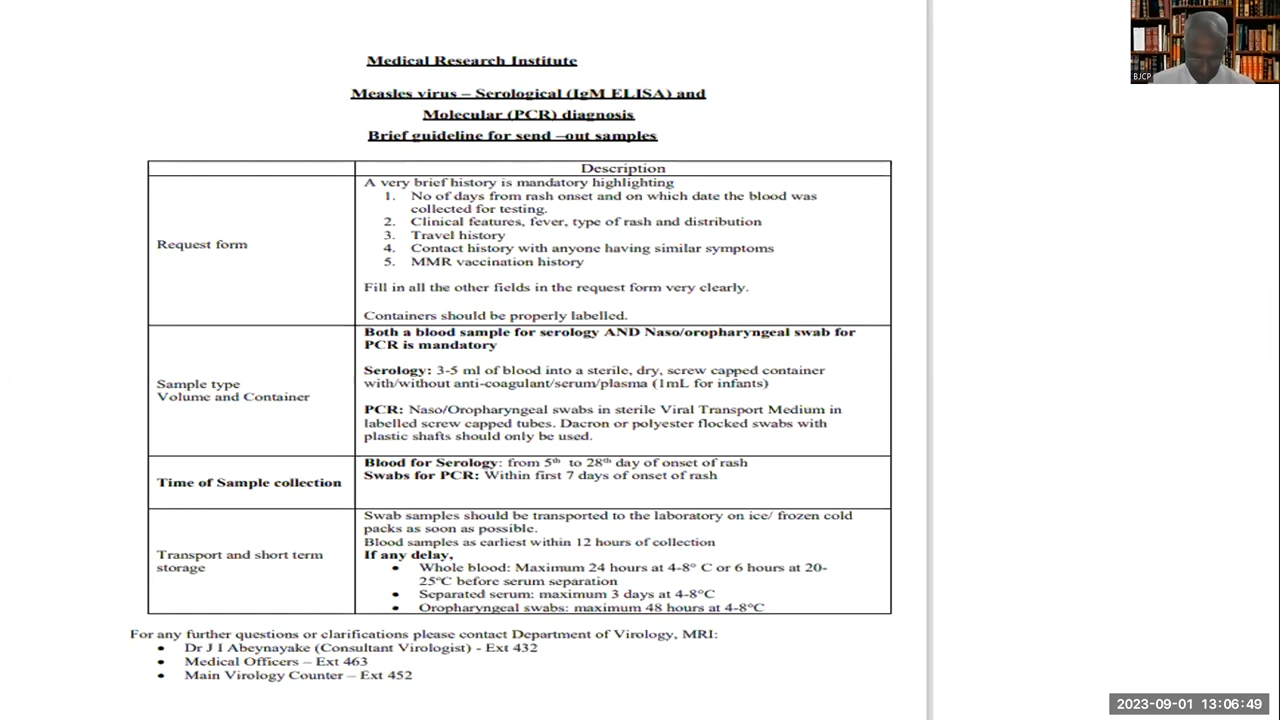 Medical Research Institute
Measles virus – Serological (IgM ELISA) and
Molecular (PCR) diagnosis
Brief guideline for send –out samples
Description
Request form
A very brief history is mandatory highlighting
1. No of days from rash onset and on which date the blood was
collected for testing.
2. Clinical features, fever, type of rash and distribution
3. Travel history
4. Contact history with anyone having similar symptoms
5. MMR vaccination history
Fill in all the other fields in the request form very clearly.
Containers should be properly labelled.
Sample type
Volume and Container
Both a blood sample for serology AND Naso/oropharyngeal swab for
PCR is mandatory
Serology: 3-5 ml of blood into a sterile, dry, screw capped container
with/without anti-coagulant/serum/plasma (1mL for infants)
PCR: Naso/Oropharyngeal swabs in sterile Viral Transport Medium in
labelled screw capped tubes. Dacron or polyester flocked swabs with
plastic shafts should only be used.
Time of Sample collection
Blood for Serology: from 5th to 28th day of onset of rash
Swabs for PCR: Within first 7 days of onset of rash
Transport and short term
storage
Swab samples should be transported to the laboratory on ice/ frozen cold
packs as soon as possible.
Blood samples as earliest within 12 hours of collection
If any delay,
• Whole blood: Maximum 24 hours at 4-8° C or 6 hours at 20-
25°C before serum separation
• Separated serum: maximum 3 days at 4-8°C
• Oropharyngeal swabs: maximum 48 hours at 4-8°C
For any further questions or clarifications please contact Department of Virology, MRI:
• Dr J I Abeynayake (Consultant Virologist) - Ext 432
• Medical Officers – Ext 463
• Main Virology Counter – Ext 452
BJCP
2023-09-01 13:06:49